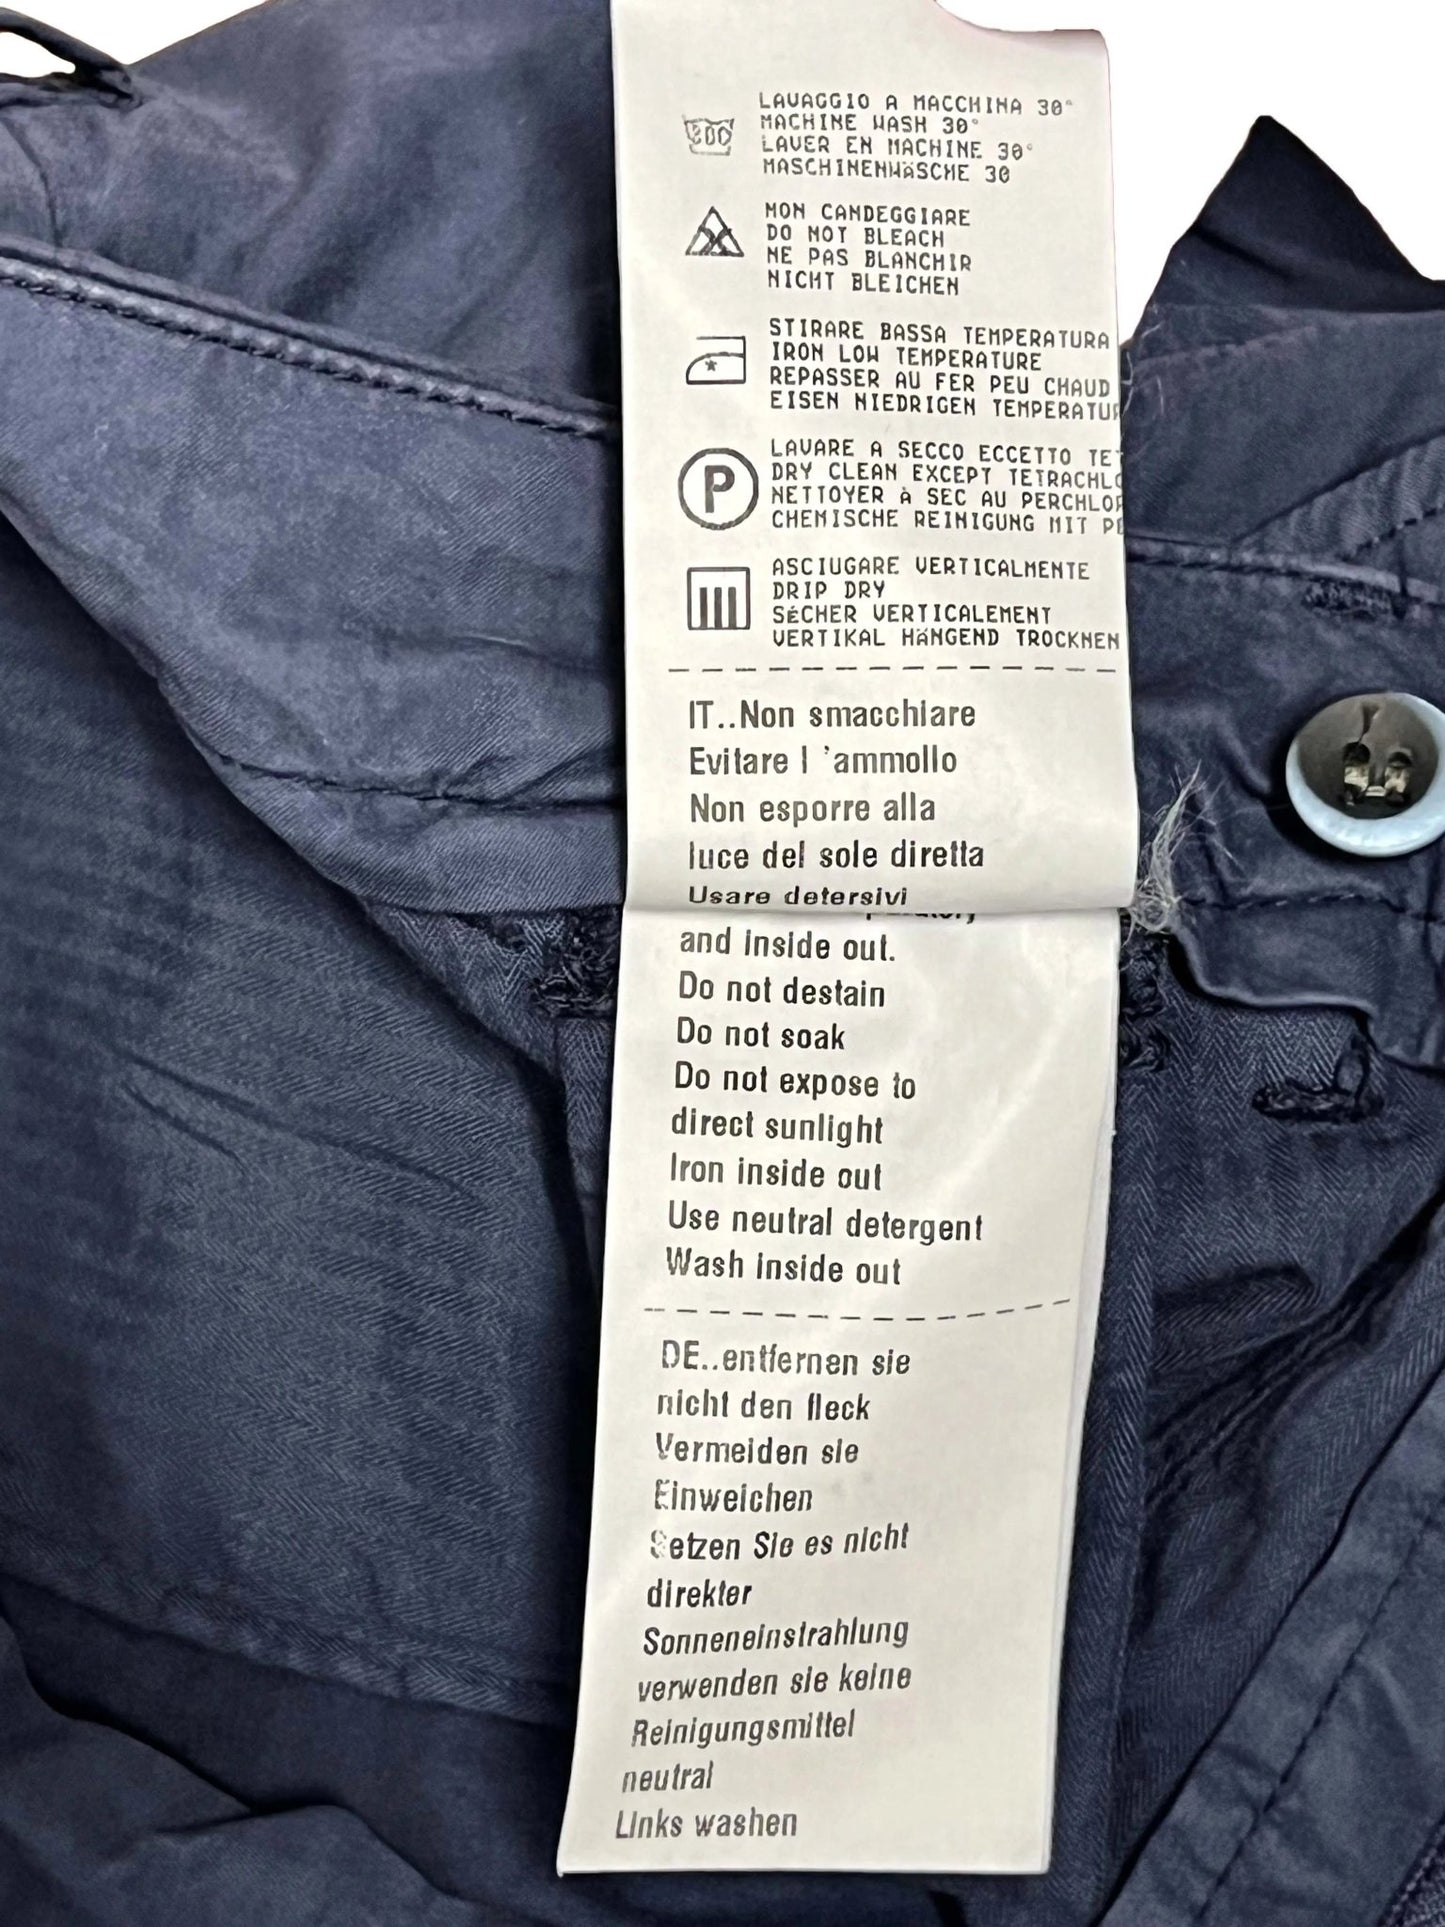 30C
LAVAGGIO A MACCHINA 30°
MACHINE WASH 30°
LAVER EN MACHINE 30°
MASCHINENWÄSCHE 30
NON CANDEGGIARE
DO NOT BLEACH
NE PAS BLANCHIR
NICHT BLEICHEN
STIRARE BASSA TEMPERATURA
IRON LOW TEMPERATURE
REPASSER AU FER PEU CHAUD
EISEN NIEDRIGEN TEMPERATUR
P
LAVARE A SECCO ECCETTO
DRY CLEAN EXCEPT
NETTOYER À SEC AU
CHEMISCHE REINIGUNG MIT
ASCIUGARE VERTICALMENTE
DRIP DRY
SÉCHER VERTICALEMENT
VERTIKAL HÄNGEND TROCKNEN
IT..Non smacchiare
Evitare l 'ammollo
Non esporre alla
luce del sole diretta
Usare detersivi
and inside out.
Do not destain
Do not soak
Do not expose to
direct sunlight
Iron inside out
Use neutral detergent
Wash inside out
DE..entfernen sie
nicht den fleck
Vermeiden sie
Einweichen
Setzen Sie es nicht
direkter
Sonneneinstrahlung
verwenden sie keine
Reinigungsmittel
neutral
Links washen